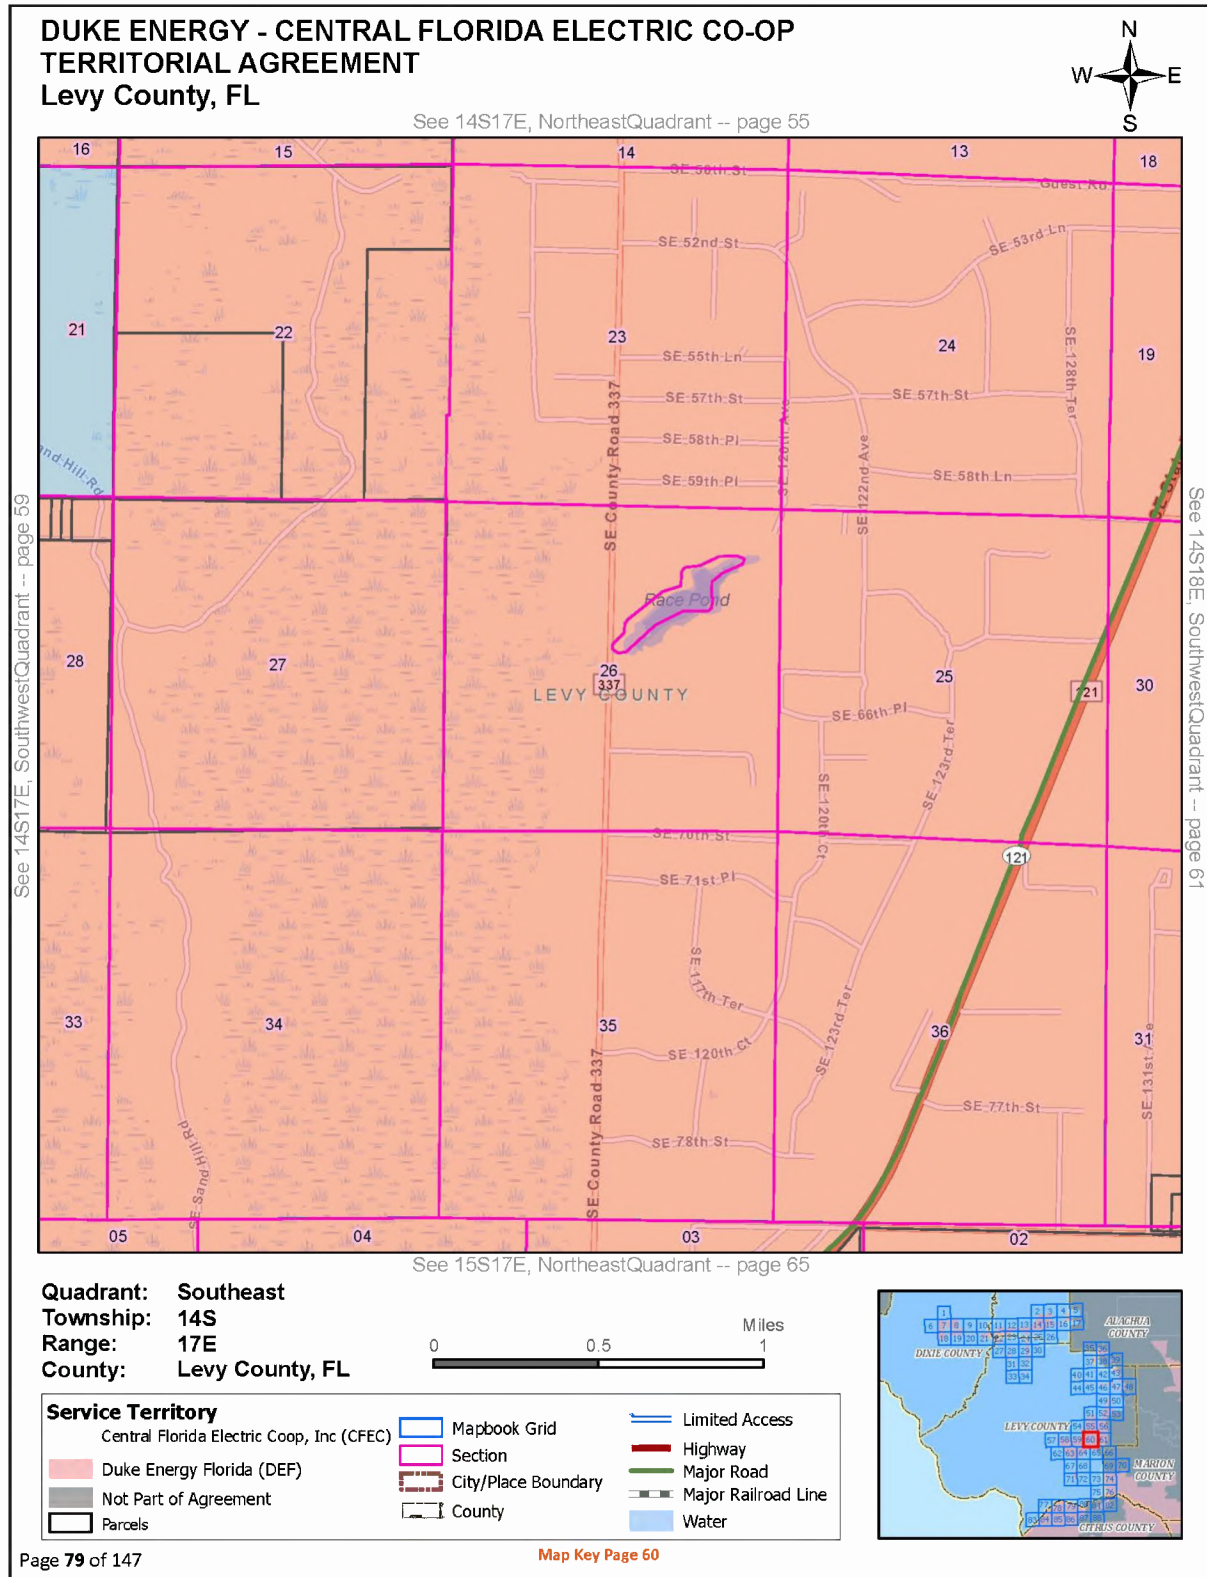 DUKE ENERGY - CENTRAL FLORIDA ELECTRIC CO-OP
TERRITORIAL AGREEMENT
Levy County, FL
N
W E
S
See 14S17E, NortheastQuadrant -- page 55
16 15 14 13 18
SE 56th St
Guest Rd
SE 52nd St
SE 53rd Ln
21 22 23 24 19
SE 55th Ln
SE 128th Ter
SE 57th St
SE 57th St
SE County Road 337
SE 120th Ave
SE 122nd Ave
SE 58th Pl
SE 58th Ln
SE 59th Pl
and Hill Rd
SE State
See 14S17E, SouthwestQuadrant -- page 59
See 14S18E, SouthwestQuadrant -- page 61
Race Pond
28 27 26 25 30
337
LEVY COUNTY
121
SE 66th Pl
SE 123rd Ter
SE 120th Ct
SE 70th St
121
SE 71st Pl
SE 117th Ter
33 34 35 36 31
SE 123rd Ter
SE 120th Ct
SE County Road 337
SE 131st Ave
SE 77th St
SE 78th St
SE Sand Hill Rd
05 04 03 02
See 15S17E, NortheastQuadrant -- page 65
Quadrant: Southeast
Township: 14S
Range: 17E
County: Levy County, FL
Miles
0 0.5 1
Service Territory
Central Florida Electric Coop, Inc (CFEC)
Duke Energy Florida (DEF)
Not Part of Agreement
Parcels
Mapbook Grid
Section
City/Place Boundary
County
Limited Access
Highway
Major Road
Major Railroad Line
Water
ALACHUA
COUNTY
DIXIE COUNTY
LEVY COUNTY
MARION
COUNTY
CITRUS COUNTY
Page 79 of 147
Map Key Page 60